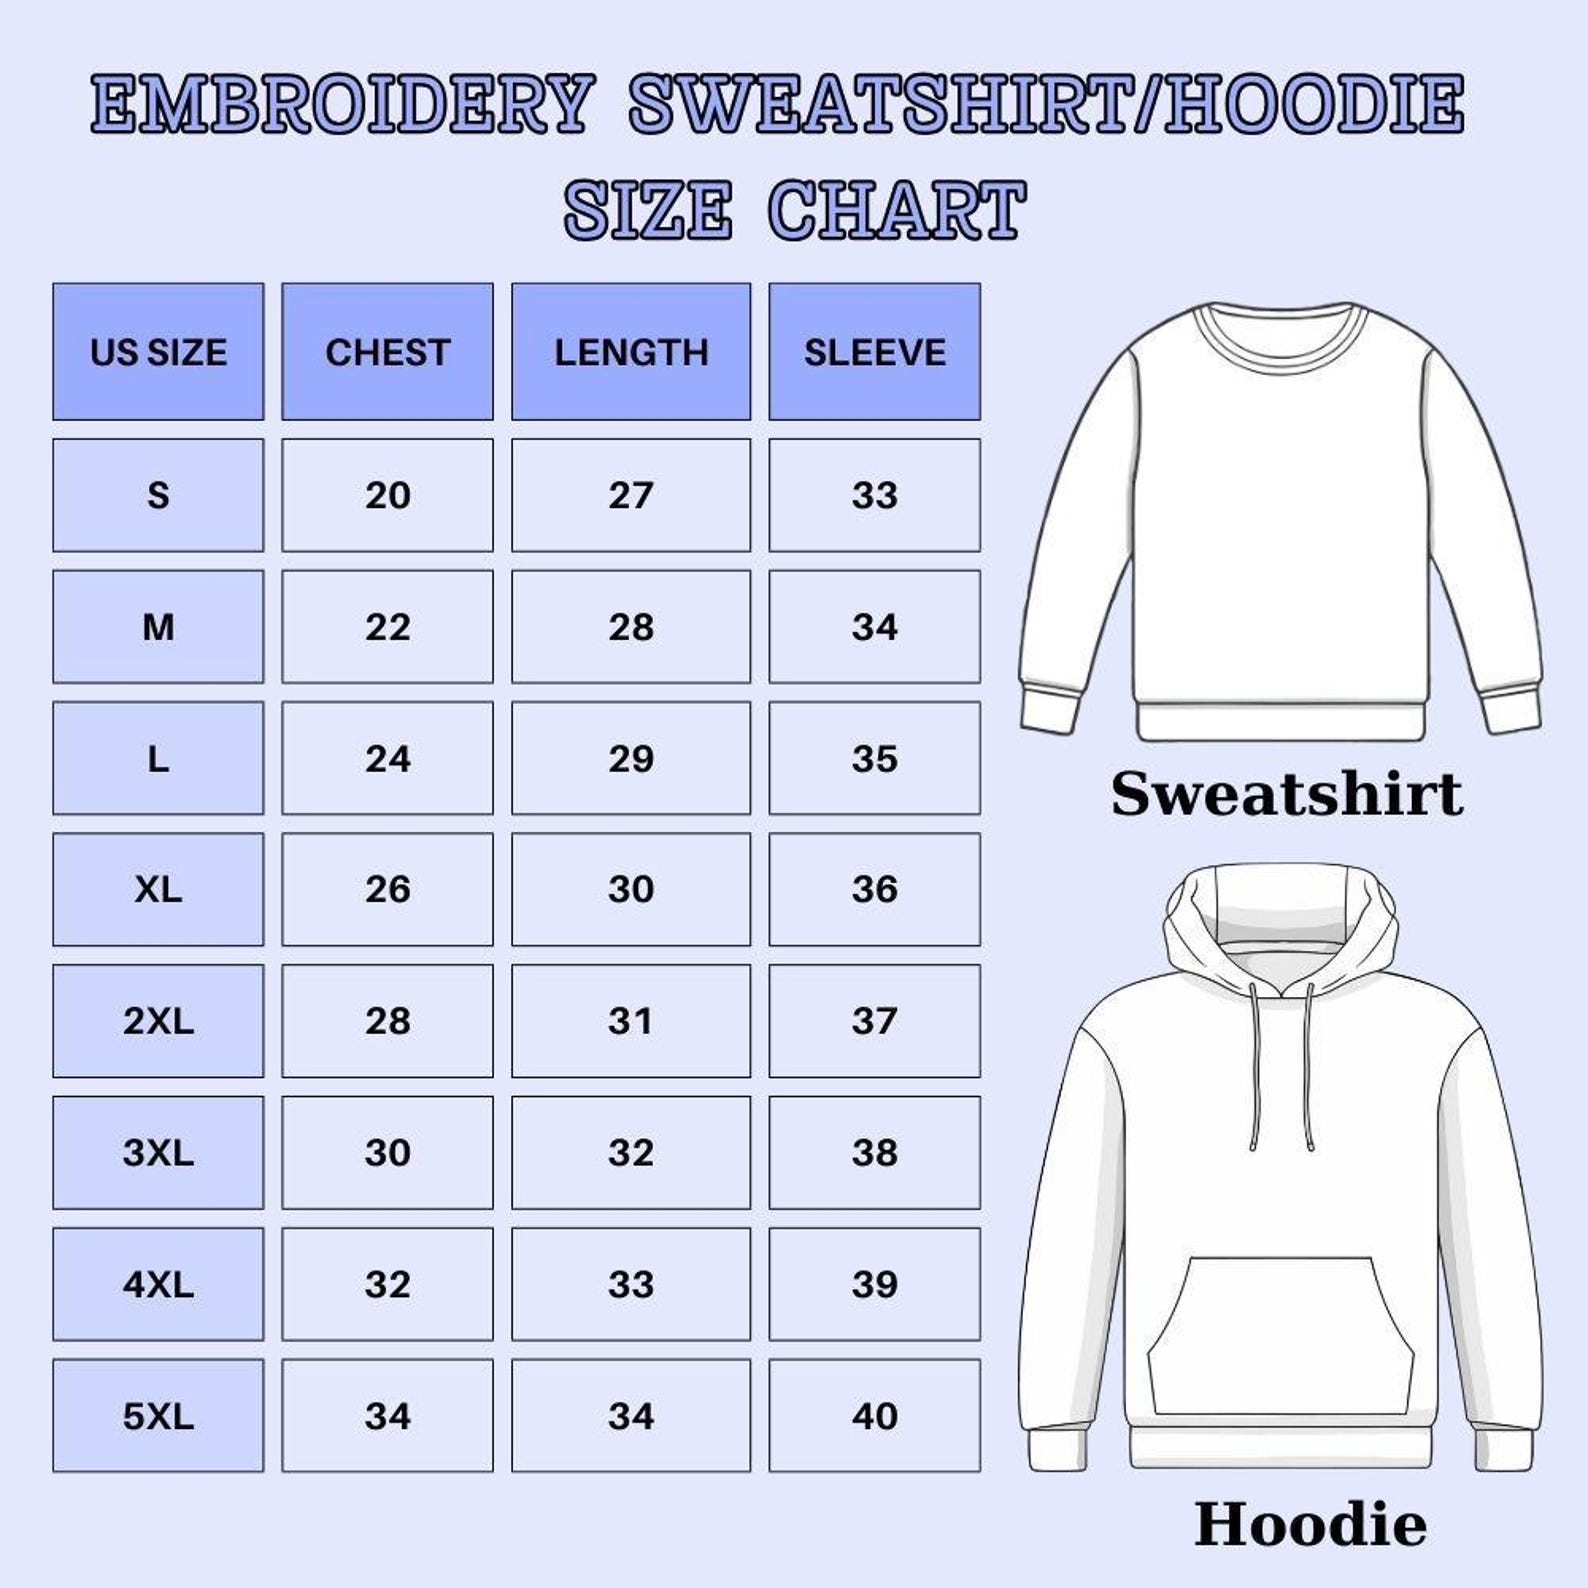 EMBROIDERY SWEATSHIRT/HOODIE
SIZE CHART
US SIZE CHEST LENGTH SLEEVE
S 20 27 33
M 22 28 34
L 24 29 35
XL 26 30 36
2XL 28 31 37
3XL 30 32 38
4XL 32 33 39
5XL 34 34 40
Sweatshirt
Hoodie